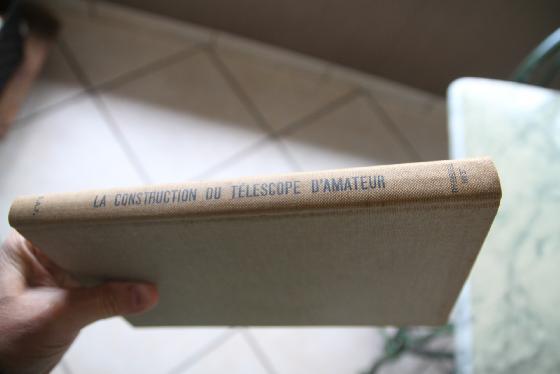 LA CONSTRUCTION DU TÉLESCOPE D'AMATEUR